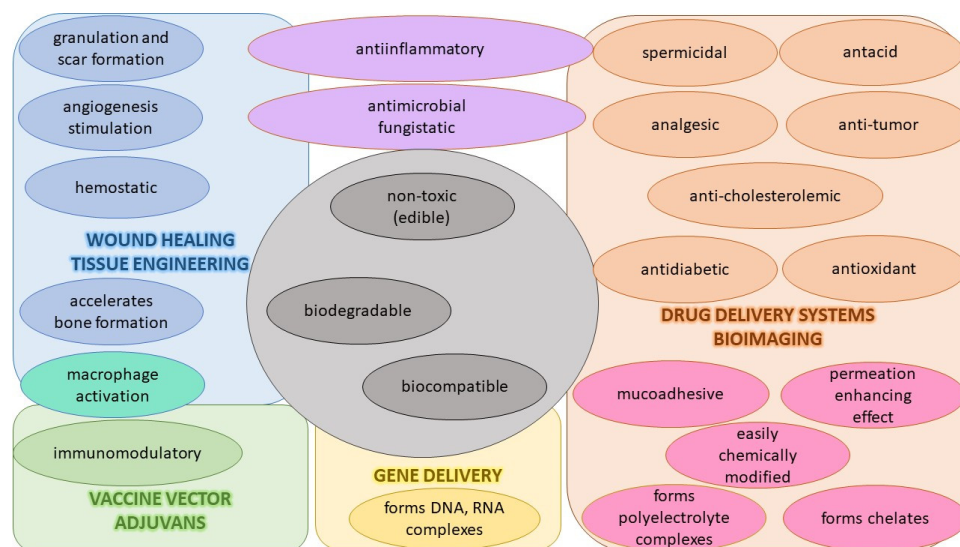 granulation and
scar formation
antiinflammatory
spermicidal
antacid
angiogenesis
stimulation
antimicrobial
fungistatic
analgesic
anti-tumor
hemostatic
non-toxic
(edible)
anti-cholesterolemic
WOUND HEALING
TISSUE ENGINEERING
antidiabetic
antioxidant
accelerates
bone formation
biodegradable
DRUG DELIVERY SYSTEMS
BIOIMAGING
macrophage
activation
biocompatible
mucoadhesive
permeation
enhancing
effect
immunomodulatory
easily
chemically
modified
VACCINE VECTOR
ADJUVANS
GENE DELIVERY
forms DNA, RNA
complexes
forms
polyelectrolyte
complexes
forms chelates